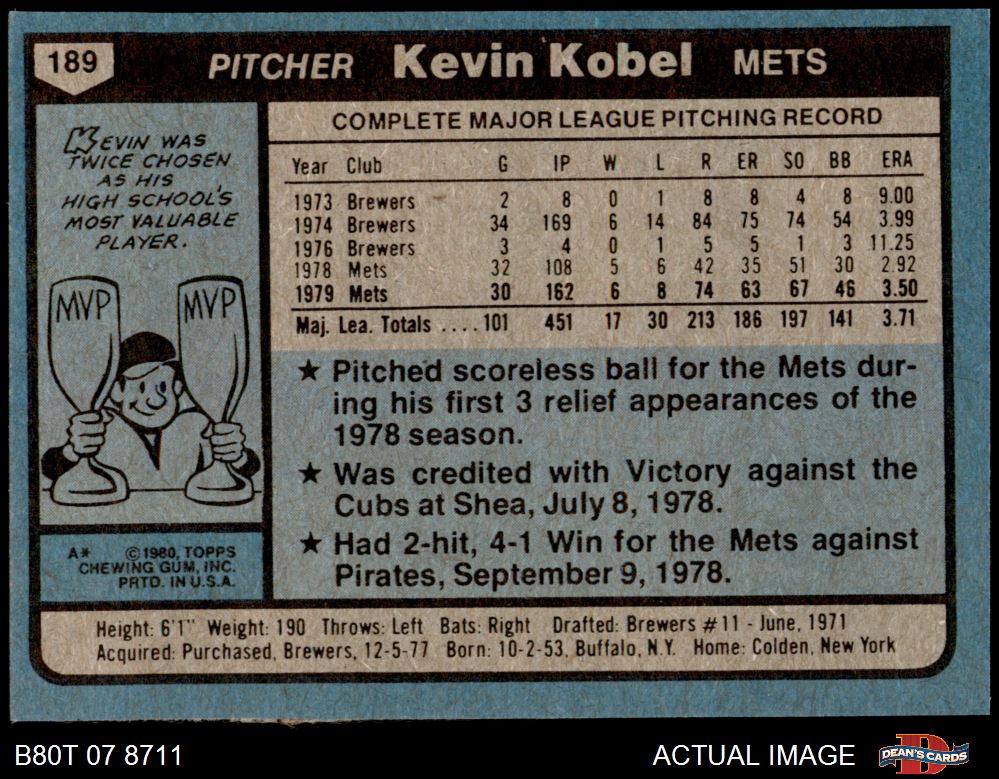 189 PITCHER Kevin Kobel METS
KEVIN WAS
TWICE CHOSEN
AS HIS
HIGH SCHOOL'S
MOST VALUABLE
PLAYER.
MVP MVP
A* ©1980, TOPPS
CHEWING GUM, INC.
PRTD. IN U.S.A.
COMPLETE MAJOR LEAGUE PITCHING RECORD
Year Club G IP W L R ER SO BB ERA
1973 Brewers 2 8 0 1 8 8 4 8 9.00
1974 Brewers 34 169 6 14 84 75 74 54 3.99
1976 Brewers 3 4 0 1 5 5 1 3 11.25
1978 Mets 32 108 5 6 42 35 51 30 2.92
1979 Mets 30 162 6 8 74 63 67 46 3.50
Maj. Lea. Totals .... 101 451 17 30 213 186 197 141 3.71
★ Pitched scoreless ball for the Mets dur-
ing his first 3 relief appearances of the
1978 season.
★ Was credited with Victory against the
Cubs at Shea, July 8, 1978.
★ Had 2-hit, 4-1 Win for the Mets against
Pirates, September 9, 1978.
Height: 6'1" Weight: 190 Throws: Left Bats: Right Drafted: Brewers #11 - June, 1971
Acquired: Purchased, Brewers, 12-5-77 Born: 10-2-53, Buffalo, N.Y. Home: Colden, New York
B80T 07 8711 ACTUAL IMAGE DEAN'S CARDS